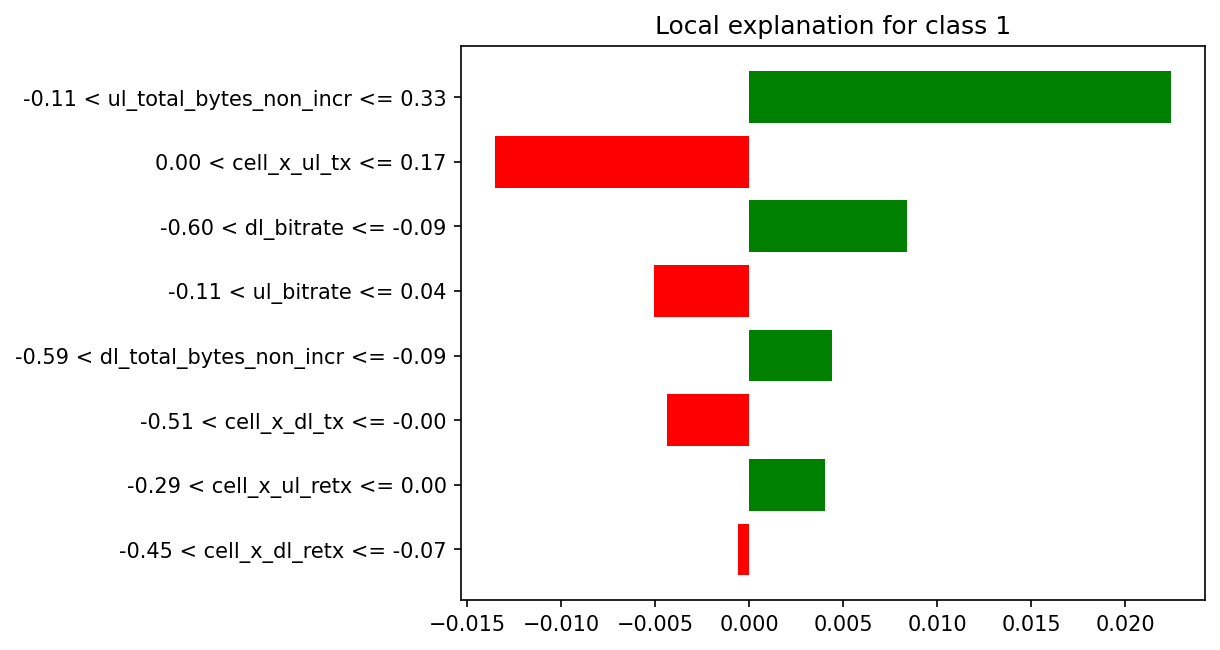 Local explanation for class 1
-0.11 < ul_total_bytes_non_incr <= 0.33
0.00 < cell_x_ul_tx <= 0.17
-0.60 < dl_bitrate <= -0.09
-0.11 < ul_bitrate <= 0.04
-0.59 < dl_total_bytes_non_incr <= -0.09
-0.51 < cell_x_dl_tx <= -0.00
-0.29 < cell_x_ul_retx <= 0.00
-0.45 < cell_x_dl_retx <= -0.07
−0.015 −0.010 −0.005 0.000 0.005 0.010 0.015 0.020